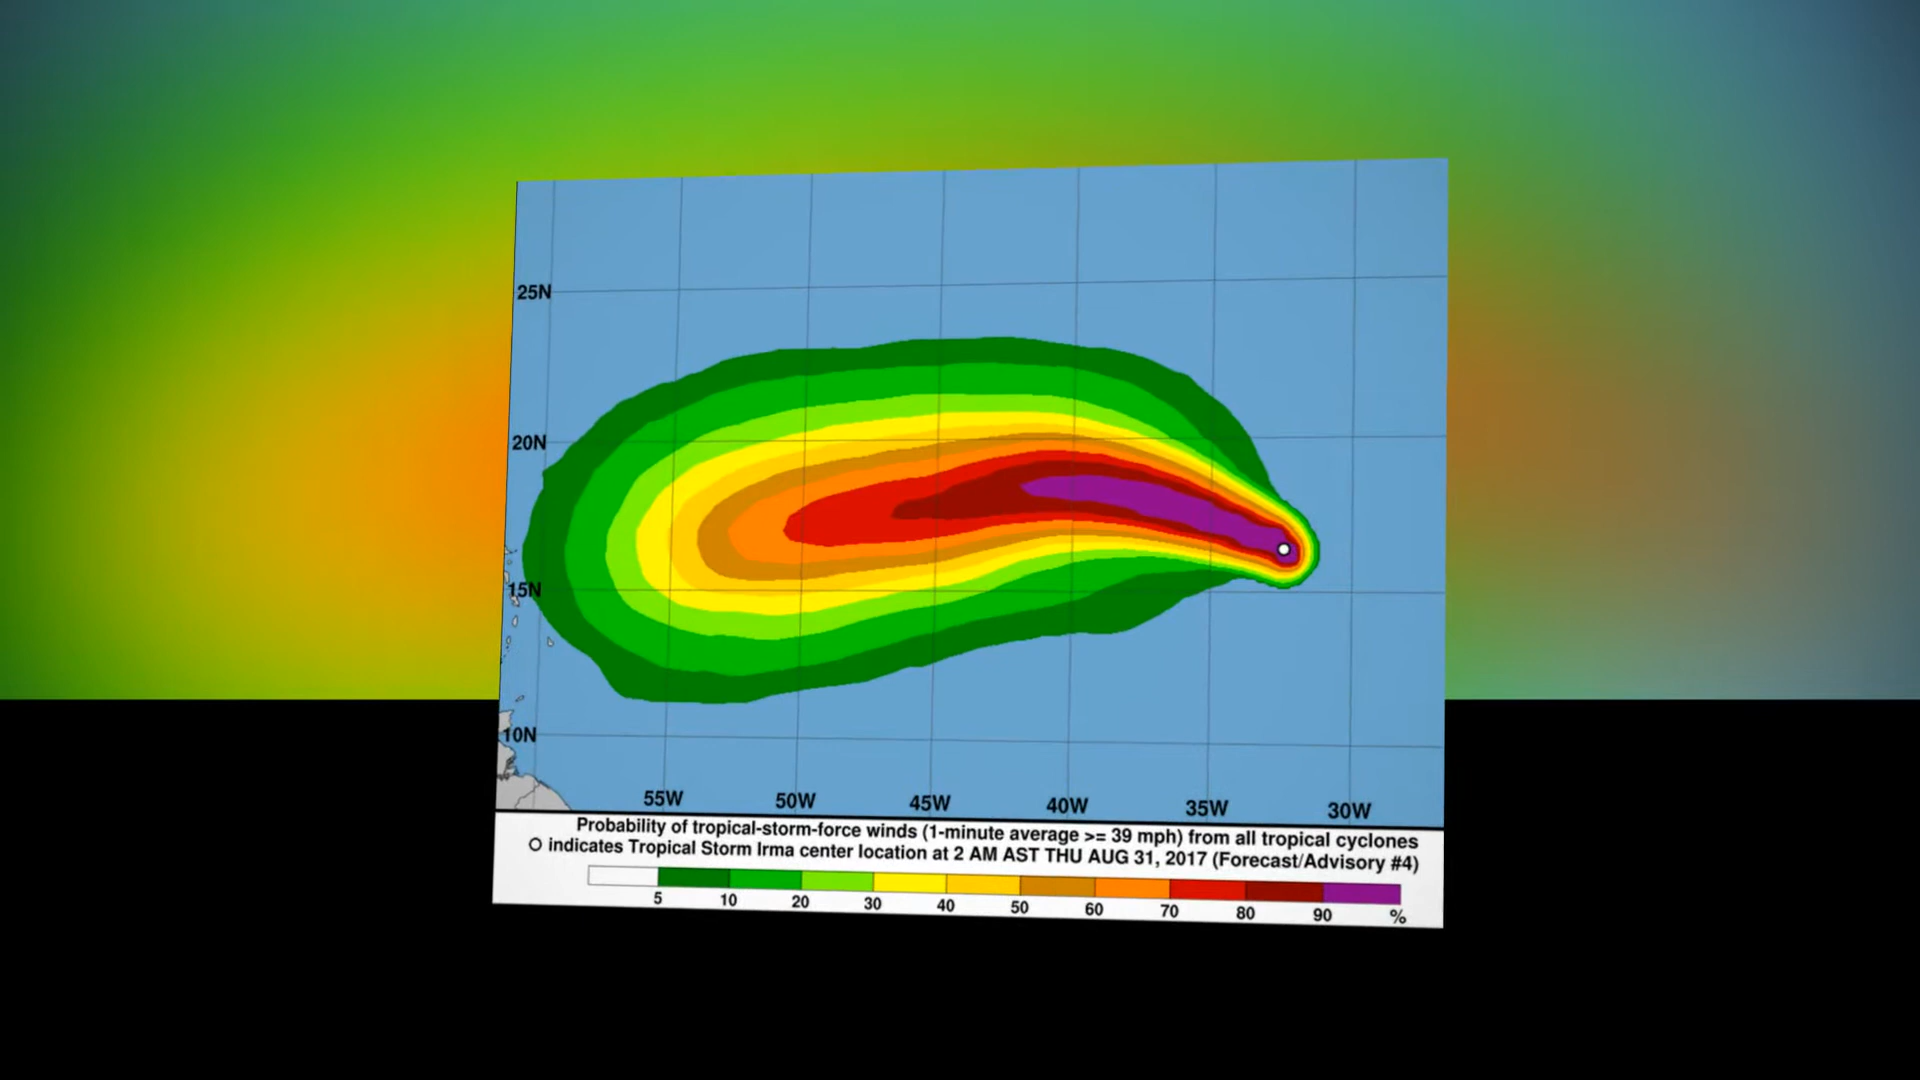 25N
20N
15N
10N
55W 50W 45W 40W 35W 30W
Probability of tropical-storm-force winds (1-minute average >= 39 mph) from all tropical cyclones
O indicates Tropical Storm Irma center location at 2 AM AST THU AUG 31, 2017 (Forecast/Advisory #4)
5 10 20 30 40 50 60 70 80 90 %